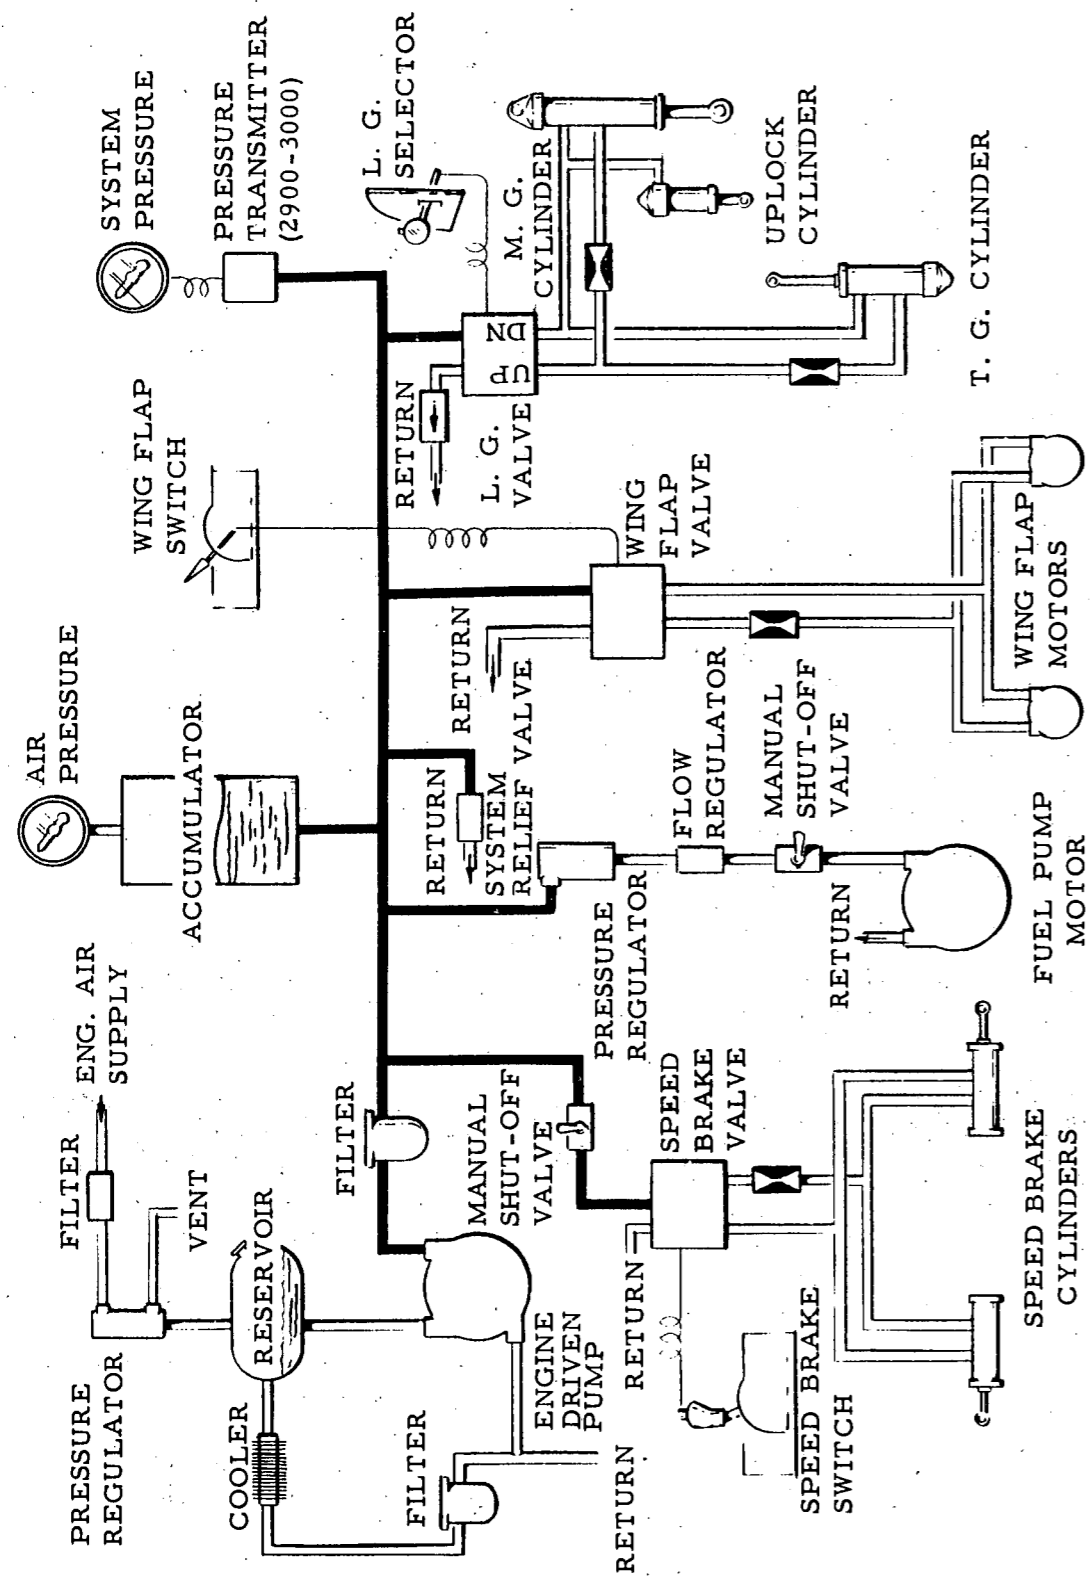 SYSTEM
PRESSURE
PRESSURE
TRANSMITTER
(2900-3000)
L. G.
SELECTOR
M. G.
CYLINDER
UPLOCK
CYLINDER
T. G. CYLINDER
UP
DN
RETURN
L. G.
VALVE
WING FLAP
SWITCH
WING
FLAP
VALVE
RETURN
WING FLAP
MOTORS
AIR
PRESSURE
ACCUMULATOR
RETURN
SYSTEM
RELIEF VALVE
FLOW
REGULATOR
MANUAL
SHUT-OFF
VALVE
PRESSURE
REGULATOR
RETURN
FUEL PUMP
MOTOR
ENG. AIR
SUPPLY
FILTER
VENT
PRESSURE
REGULATOR
RESERVOIR
COOLER
FILTER
FILTER
MANUAL
SHUT-OFF
VALVE
ENGINE
DRIVEN
PUMP
RETURN
SPEED
BRAKE
VALVE
RETURN
SPEED BRAKE
SWITCH
SPEED BRAKE
CYLINDERS